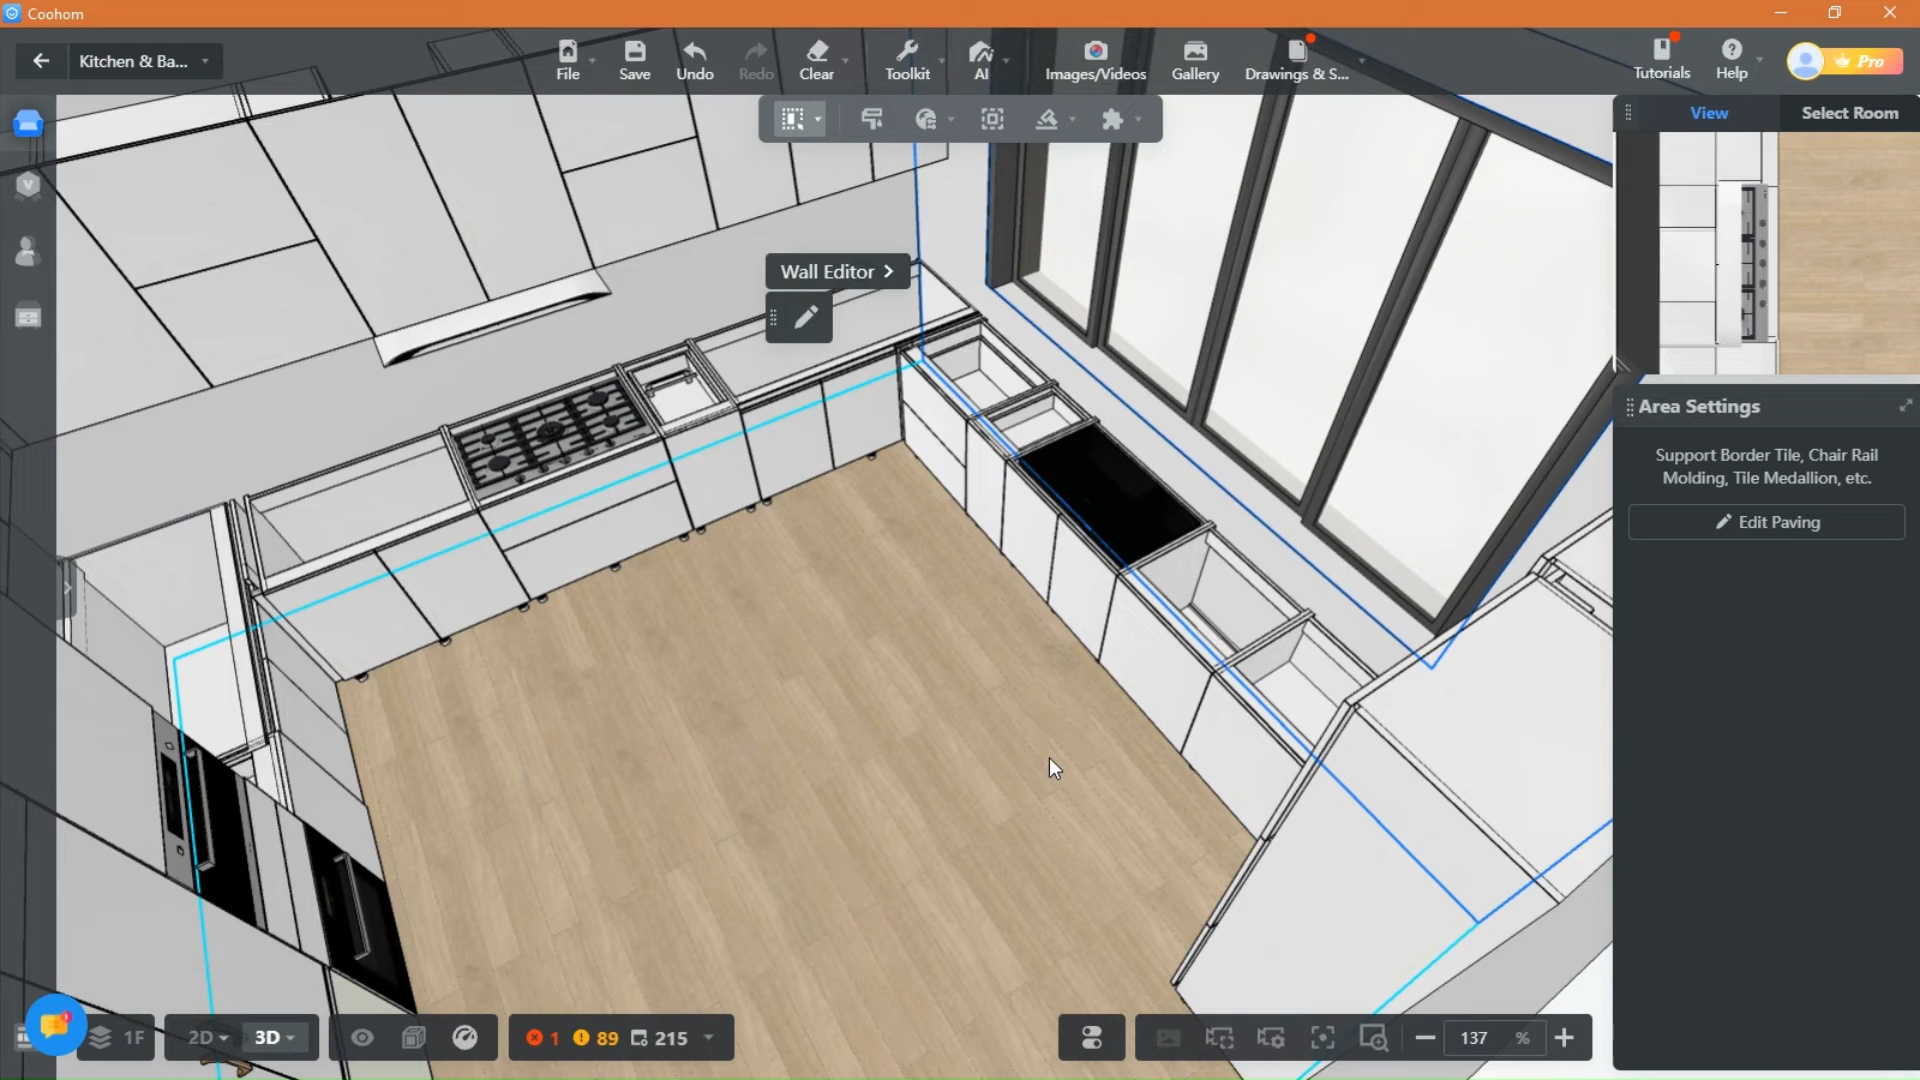 Coohom
Kitchen & Ba...
File
Save
Undo
Redo
Clear
Toolkit
AI
Images/Videos
Gallery
Drawings & S...
Tutorials
Help
Pro
View
Select Room
Wall Editor
Area Settings
Support Border Tile, Chair Rail
Molding, Tile Medallion, etc.
Edit Paving
1F
2D
3D
1
89
215
137 %